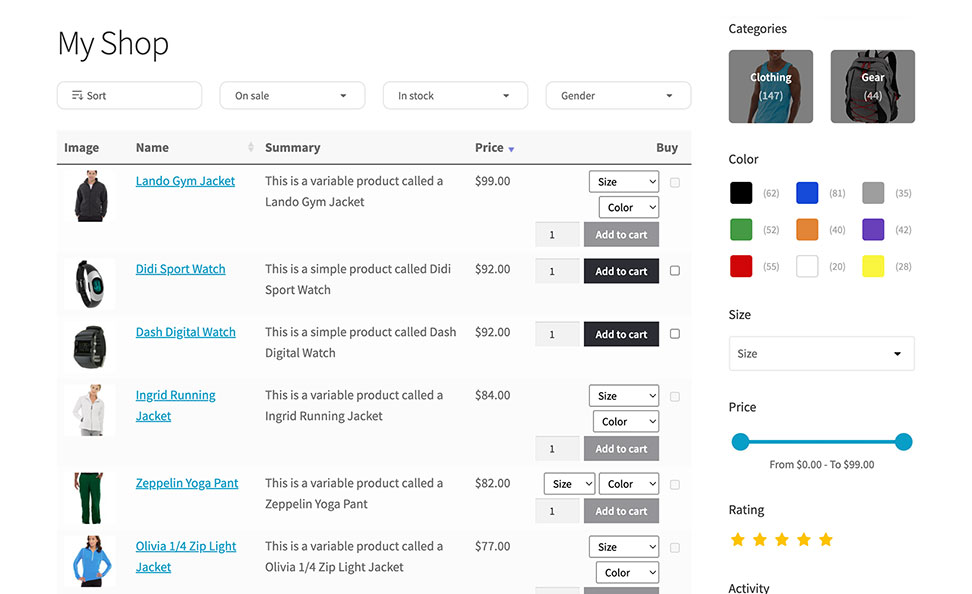 My Shop
Sort
On sale
In stock
Gender
Image Name Summary Price Buy
Lando Gym Jacket
This is a variable product called a
Lando Gym Jacket
$99.00
Size
Color
1 Add to cart
Didi Sport Watch
This is a simple product called Didi
Sport Watch
$92.00
1 Add to cart
Dash Digital Watch
This is a simple product called Dash
Digital Watch
$92.00
1 Add to cart
Ingrid Running
Jacket
This is a variable product called a
Ingrid Running Jacket
$84.00
Size
Color
1 Add to cart
Zeppelin Yoga Pant
This is a variable product called a
Zeppelin Yoga Pant
$82.00
Size Color
1 Add to cart
Olivia 1/4 Zip Light
Jacket
This is a variable product called a
Olivia 1/4 Zip Light Jacket
$77.00
Size
Color
Categories
Clothing
(147)
Gear
(44)
Color
(62) (81) (35)
(52) (40) (42)
(55) (20) (28)
Size
Size
Price
From $0.00 - To $99.00
Rating
Activity